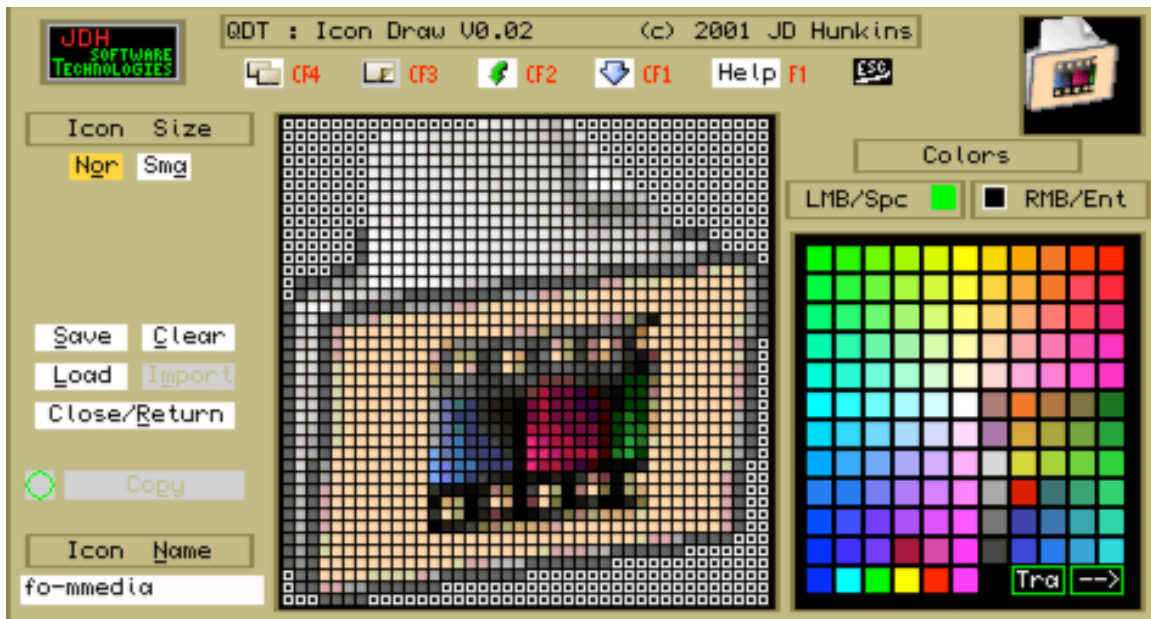 JDH
SOFTWARE
TECHNOLOGIES
QDT : Icon Draw V0.02 (c) 2001 JD Hunkins
CF4 CF3 CF2 CF1 Help F1 ESC
Icon Size
Nor Sma
Colors
LMB/Spc RMB/Ent
Save Clear
Load Import
Close/Return
Copy
Icon Name
fo-mmedia
Tra -->